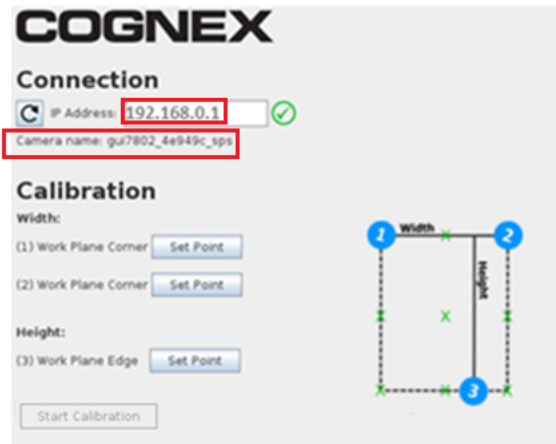 COGNEX
Connection
IP Address: 192.168.0.1
Camera name: gui7802_4e949c_sps
Calibration
Width:
(1) Work Plane Corner Set Point
(2) Work Plane Corner Set Point
Height:
(3) Work Plane Edge Set Point
Start Calibration
1 Width 2
Height
3